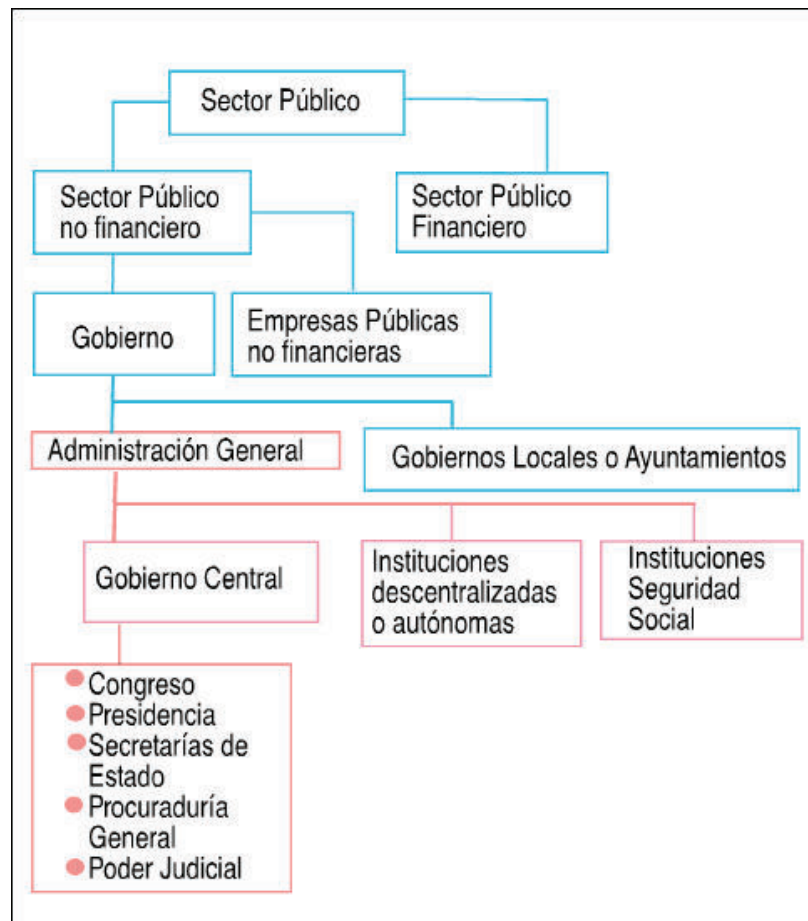 Sector Público
Sector Público
no financiero
Sector Público
Financiero
Gobierno
Empresas Públicas
no financieras
Administración General
Gobiernos Locales o Ayuntamientos
Gobierno Central
Instituciones
descentralizadas
o autónomas
Instituciones
Seguridad
Social
Congreso
Presidencia
Secretarías de
Estado
Procuraduría
General
Poder Judicial